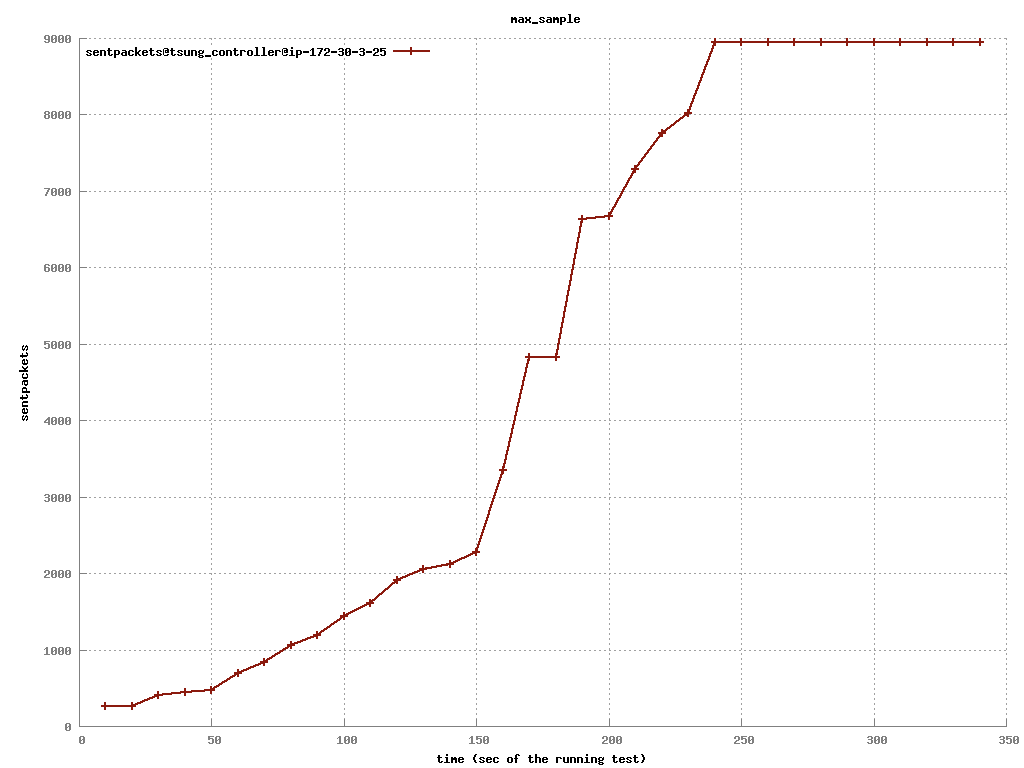 max_sample
sentpackets@tsung_controller@ip-172-30-3-25
9000
8000
7000
6000
5000
4000
3000
2000
1000
0
sentpackets
0 50 100 150 200 250 300 350
time (sec of the running test)